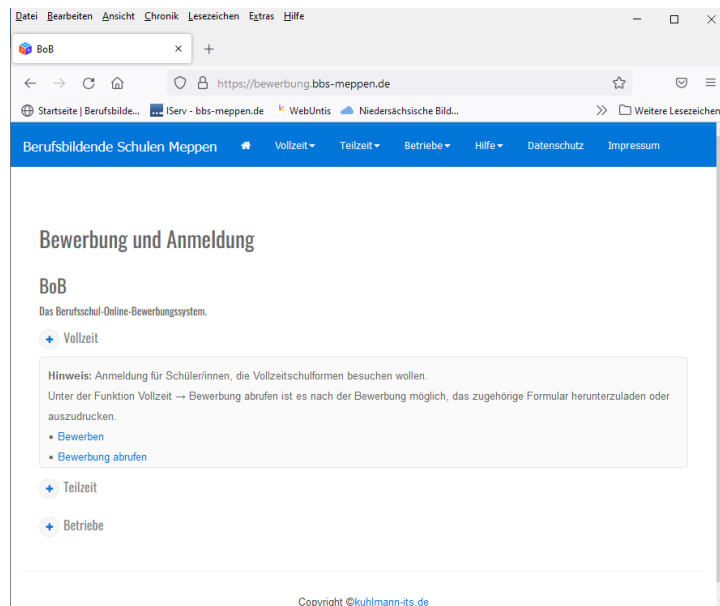 Datei Bearbeiten Ansicht Chronik Lesezeichen Extras Hilfe
BoB
https://bewerbung.bbs-meppen.de
Startseite | Berufsbilde... IServ - bbs-meppen.de WebUntis Niedersächsische Bild... Weitere Lesezeichen
Berufsbildende Schulen Meppen Vollzeit Teilzeit Betriebe Hilfe Datenschutz Impressum
Bewerbung und Anmeldung
BoB
Das Berufsschul-Online-Bewerbungssystem.
Vollzeit
Hinweis: Anmeldung für Schüler/innen, die Vollzeitschulformen besuchen wollen.
Unter der Funktion Vollzeit → Bewerbung abrufen ist es nach der Bewerbung möglich, das zugehörige Formular herunterzuladen oder
auszudrucken.
• Bewerben
• Bewerbung abrufen
Teilzeit
Betriebe
Copyright ©kuhlmann-its.de